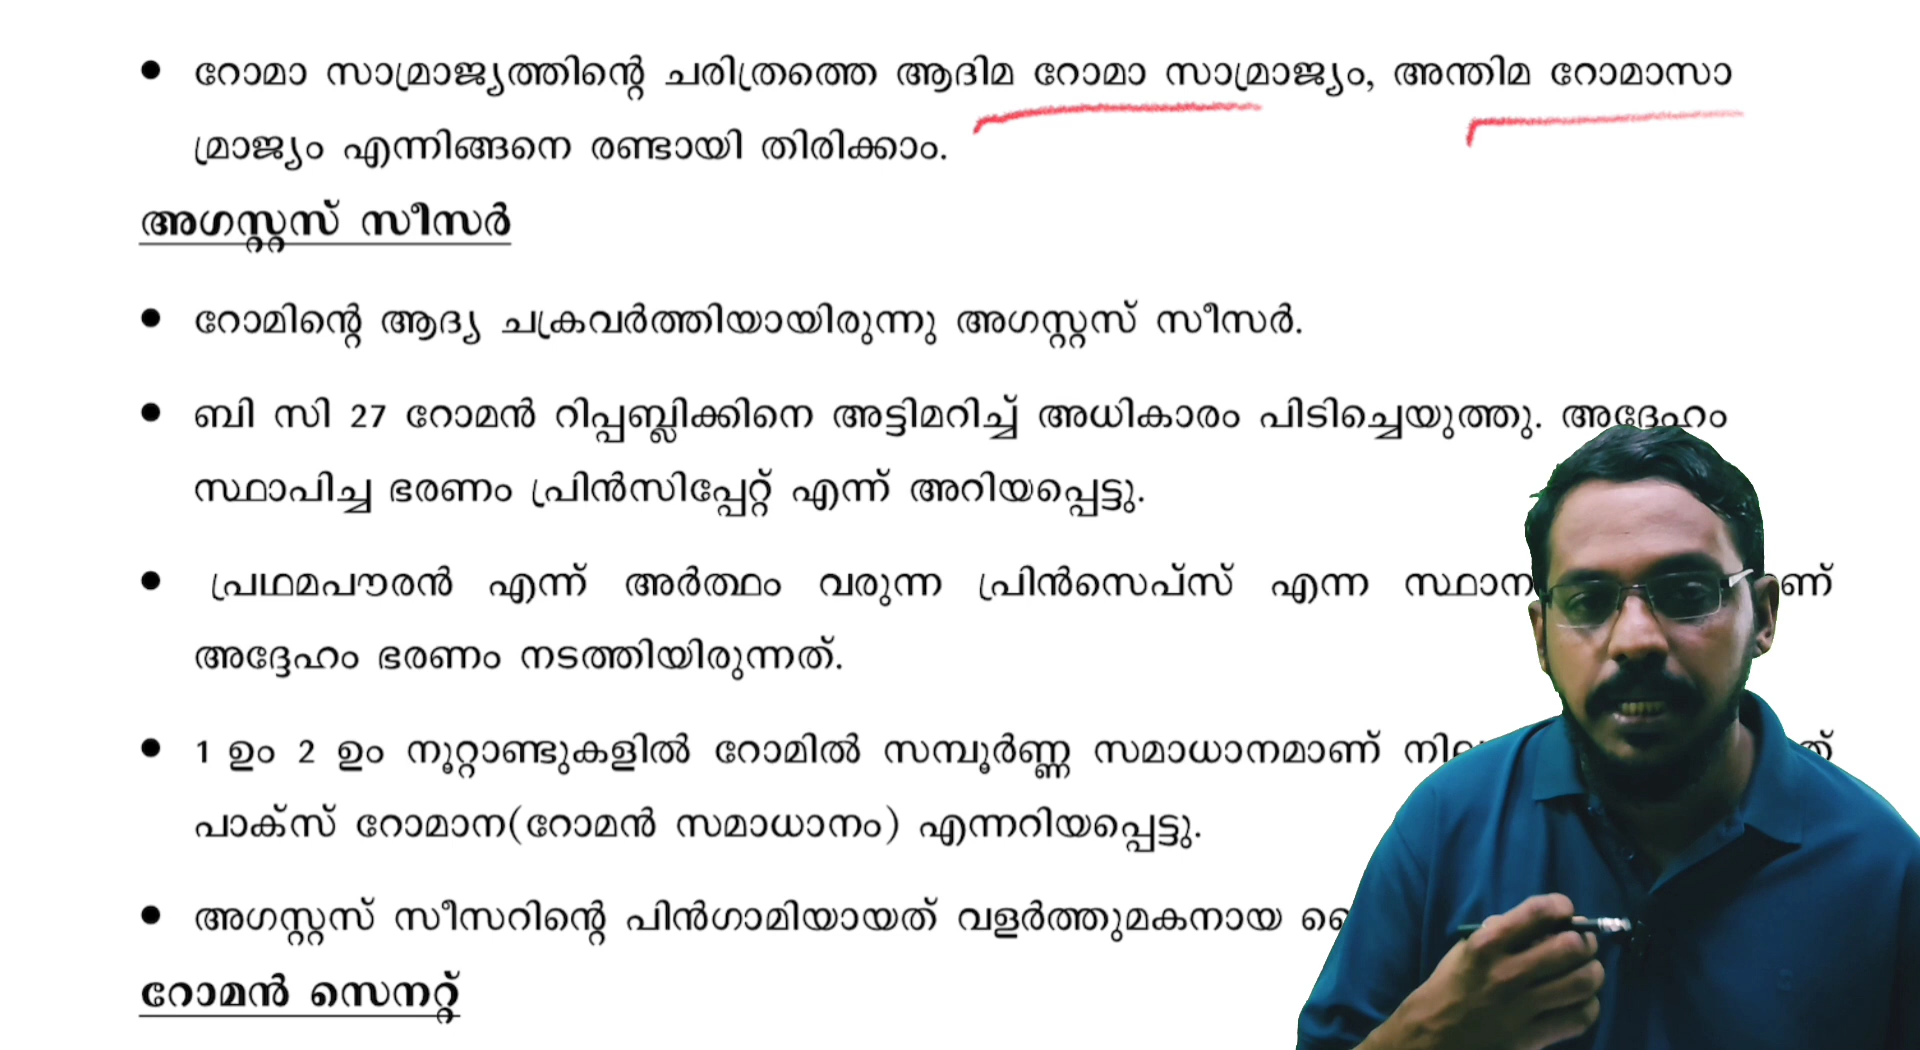 ● റോമാ സാമ്രാജ്യത്തിന്റെ ചരിത്രത്തെ ആദിമ റോമാ സാമ്രാജ്യം, അന്തിമ റോമാസാ
മ്രാജ്യം എന്നിങ്ങനെ രണ്ടായി തിരിക്കാം.
അഗസ്റ്റസ് സീസർ
● റോമിന്റെ ആദ്യ ചക്രവർത്തിയായിരുന്നു അഗസ്റ്റസ് സീസർ.
● ബി സി 27 റോമൻ റിപ്പബ്ലിക്കിനെ അട്ടിമറിച്ച് അധികാരം പിടിച്ചെയുത്തു. അദ്ദേഹം
സ്ഥാപിച്ച ഭരണം പ്രിൻസിപ്പേറ്റ് എന്ന് അറിയപ്പെട്ടു.
● പ്രഥമപൗരൻ എന്ന് അർത്ഥം വരുന്ന പ്രിൻസെപ്സ് എന്ന
അദ്ദേഹം ഭരണം നടത്തിയിരുന്നത്.
● 1 ഉം 2 ഉം നൂറ്റാണ്ടുകളിൽ റോമിൽ സമ്പൂർണ്ണ സമാധാനമാണ്
പാക്സ് റോമാന(റോമൻ സമാധാനം) എന്നറിയപ്പെട്ടു.
● അഗസ്റ്റസ് സീസറിന്റെ പിൻഗാമിയായത് വളർത്തുമകനായ
റോമൻ സെനറ്റ്